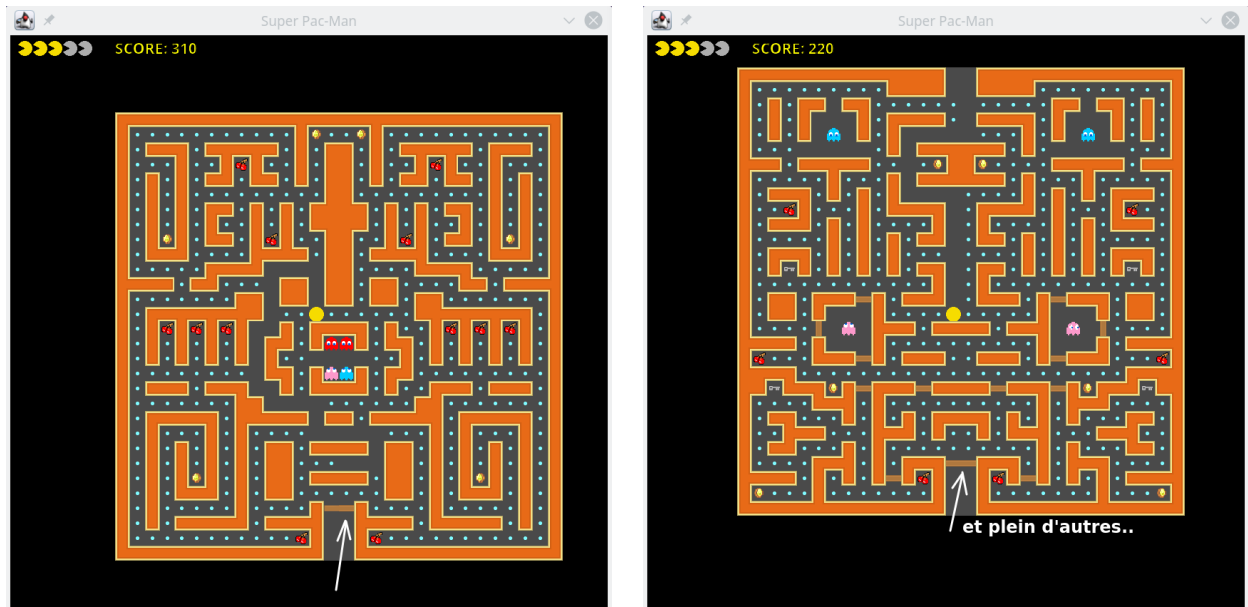 Super Pac-Man
SCORE: 310
Super Pac-Man
SCORE: 220
et plein d'autres..